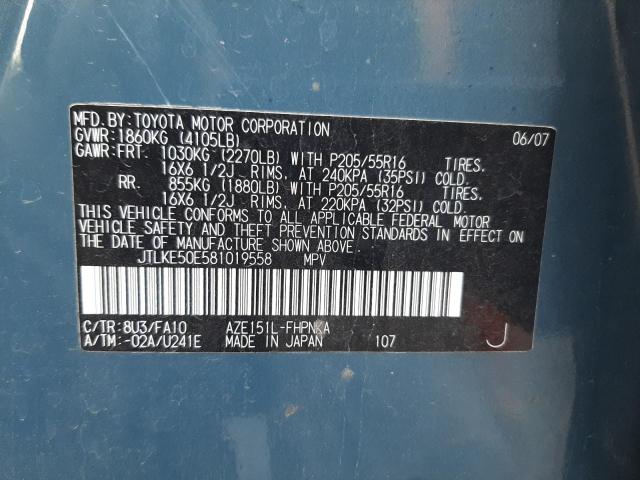 MFD.BY:TOYOTA MOTOR CORPORATION 06/07
GVWR:1860KG (4105LB)
GAWR:FRT. 1030KG (2270LB) WITH P205/55R16 TIRES.
16X6 1/2J RIMS. AT 240KPA (35PSI) COLD.
RR. 855KG (1880LB) WITH P205/55R16 TIRES.
16X6 1/2J RIMS. AT 220KPA (32PSI) COLD.
THIS VEHICLE CONFORMS TO ALL APPLICABLE FEDERAL MOTOR
VEHICLE SAFETY AND THEFT PREVENTION STANDARDS IN EFFECT ON
THE DATE OF MANUFACTURE SHOWN ABOVE.
JTLKE50E581019558 MPV
C/TR:8U3/FA10 AZE151L-FHPNKA
A/TM:-02A/U241E MADE IN JAPAN 107 J